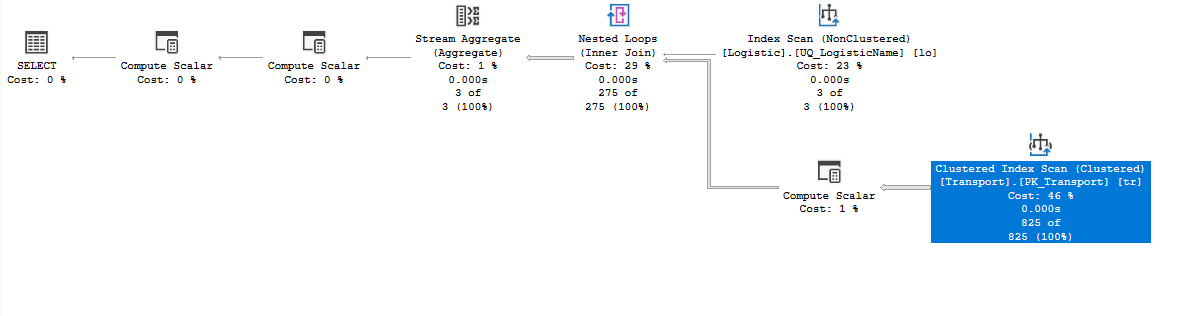 SELECT
Cost: 0 %
Compute Scalar
Cost: 0 %
Compute Scalar
Cost: 0 %
Stream Aggregate
(Aggregate)
Cost: 1 %
0.000s
3 of
3 (100%)
Nested Loops
(Inner Join)
Cost: 29 %
0.000s
275 of
275 (100%)
Index Scan (NonClustered)
[Logistic].[UQ_LogisticName] [lo]
Cost: 23 %
0.000s
3 of
3 (100%)
Compute Scalar
Cost: 1 %
Clustered Index Scan (Clustered)
[Transport].[PK_Transport] [tr]
Cost: 46 %
0.000s
825 of
825 (100%)